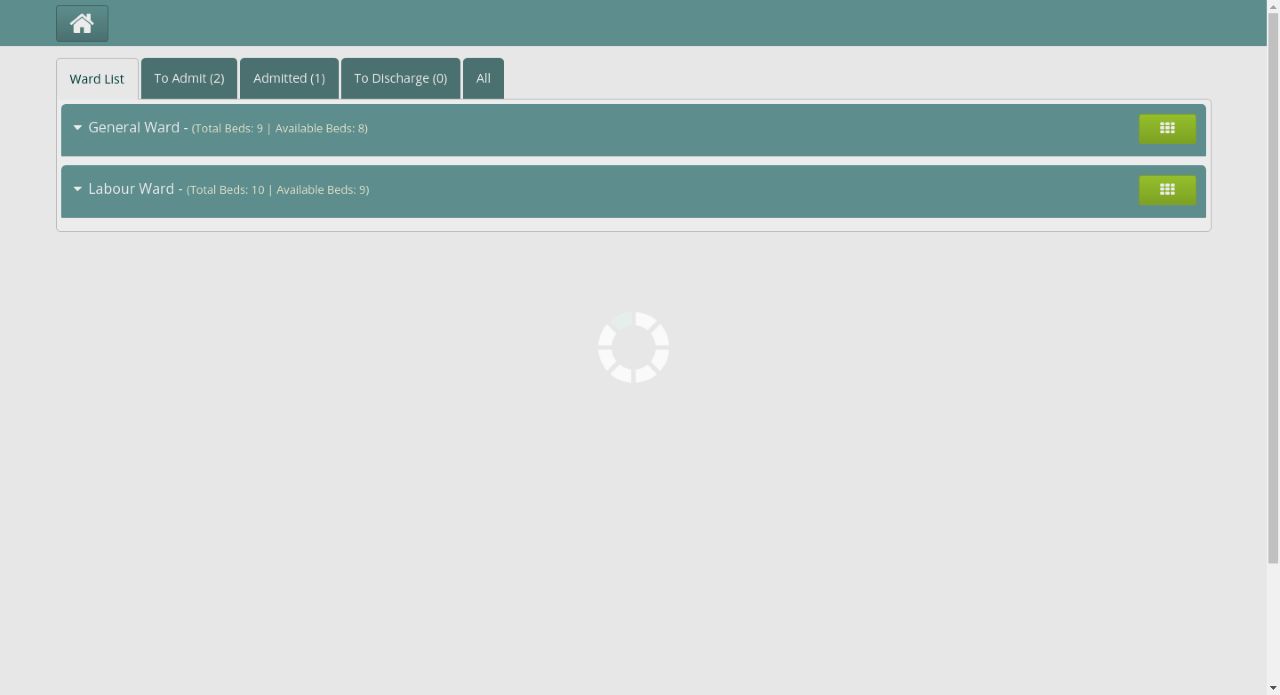 Ward List To Admit (2) Admitted (1) To Discharge (0) All
General Ward - (Total Beds: 9 | Available Beds: 8)
Labour Ward - (Total Beds: 10 | Available Beds: 9)